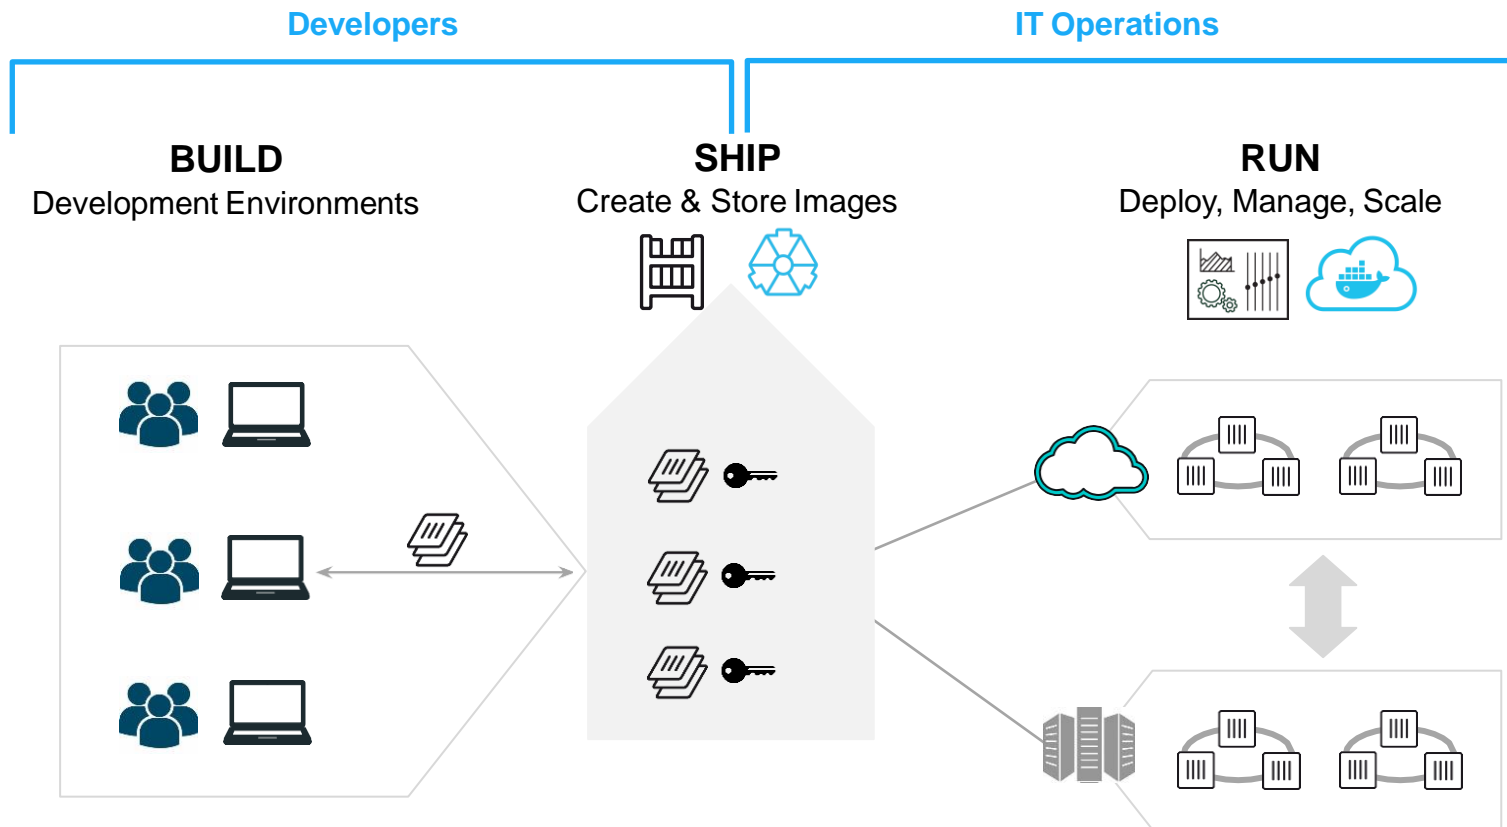 Developers
IT Operations
BUILD
Development Environments
SHIP
Create & Store Images
RUN
Deploy, Manage, Scale